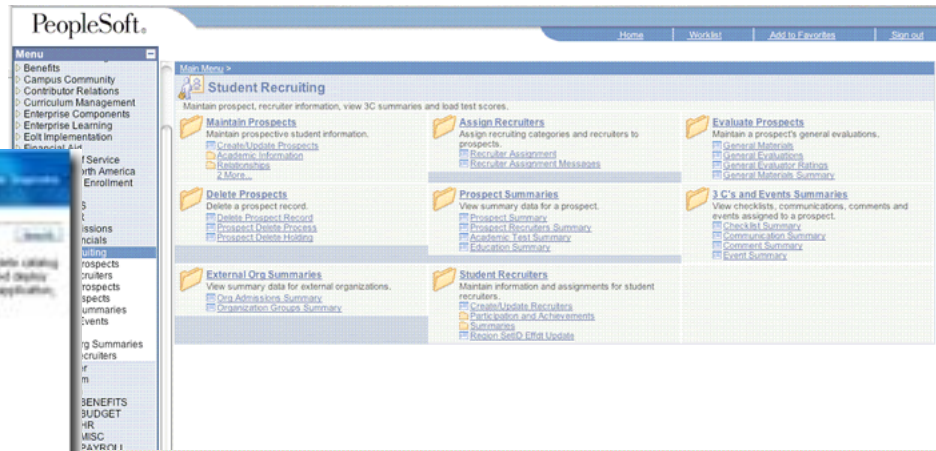 PeopleSoft®
Home | Worklist | Add to Favorites | Sign out
Menu
Benefits
Campus Community
Contributor Relations
Curriculum Management
Enterprise Components
Enterprise Learning
Eoit Implementation
Financial Aid
f Service
rth America
Enrollment
S
R
issions
ncials
uiting
rospects
cruiters
rospects
spects
ummaries
Events
rg Summaries
ecruiters
r
m
BENEFITS
BUDGET
HR
MISC
PAYROLL
Main Menu >
Student Recruiting
Maintain prospect, recruiter information, view 3C summaries and load test scores.
Maintain Prospects
Maintain prospective student information.
Create/Update Prospects
Academic Information
Relationships
2 More...
Assign Recruiters
Assign recruiting categories and recruiters to
prospects.
Recruiter Assignment
Recruiter Assignment Messages
Evaluate Prospects
Maintain a prospect's general evaluations.
General Materials
General Evaluations
General Evaluator Ratings
General Materials Summary
Delete Prospects
Delete a prospect record.
Delete Prospect Record
Prospect Delete Process
Prospect Delete Holding
Prospect Summaries
View summary data for a prospect.
Prospect Summary
Prospect Recruiters Summary
Academic Test Summary
Education Summary
3 C's and Events Summaries
View checklists, communications, comments and
events assigned to a prospect.
Checklist Summary
Communication Summary
Comment Summary
Event Summary
External Org Summaries
View summary data for external organizations.
Org Admissions Summary
Organization Groups Summary
Student Recruiters
Maintain information and assignments for student
recruiters.
Create/Update Recruiters
Participation and Achievements
Summaries
Region SetID Effdt Update
catalog
deploy
application,